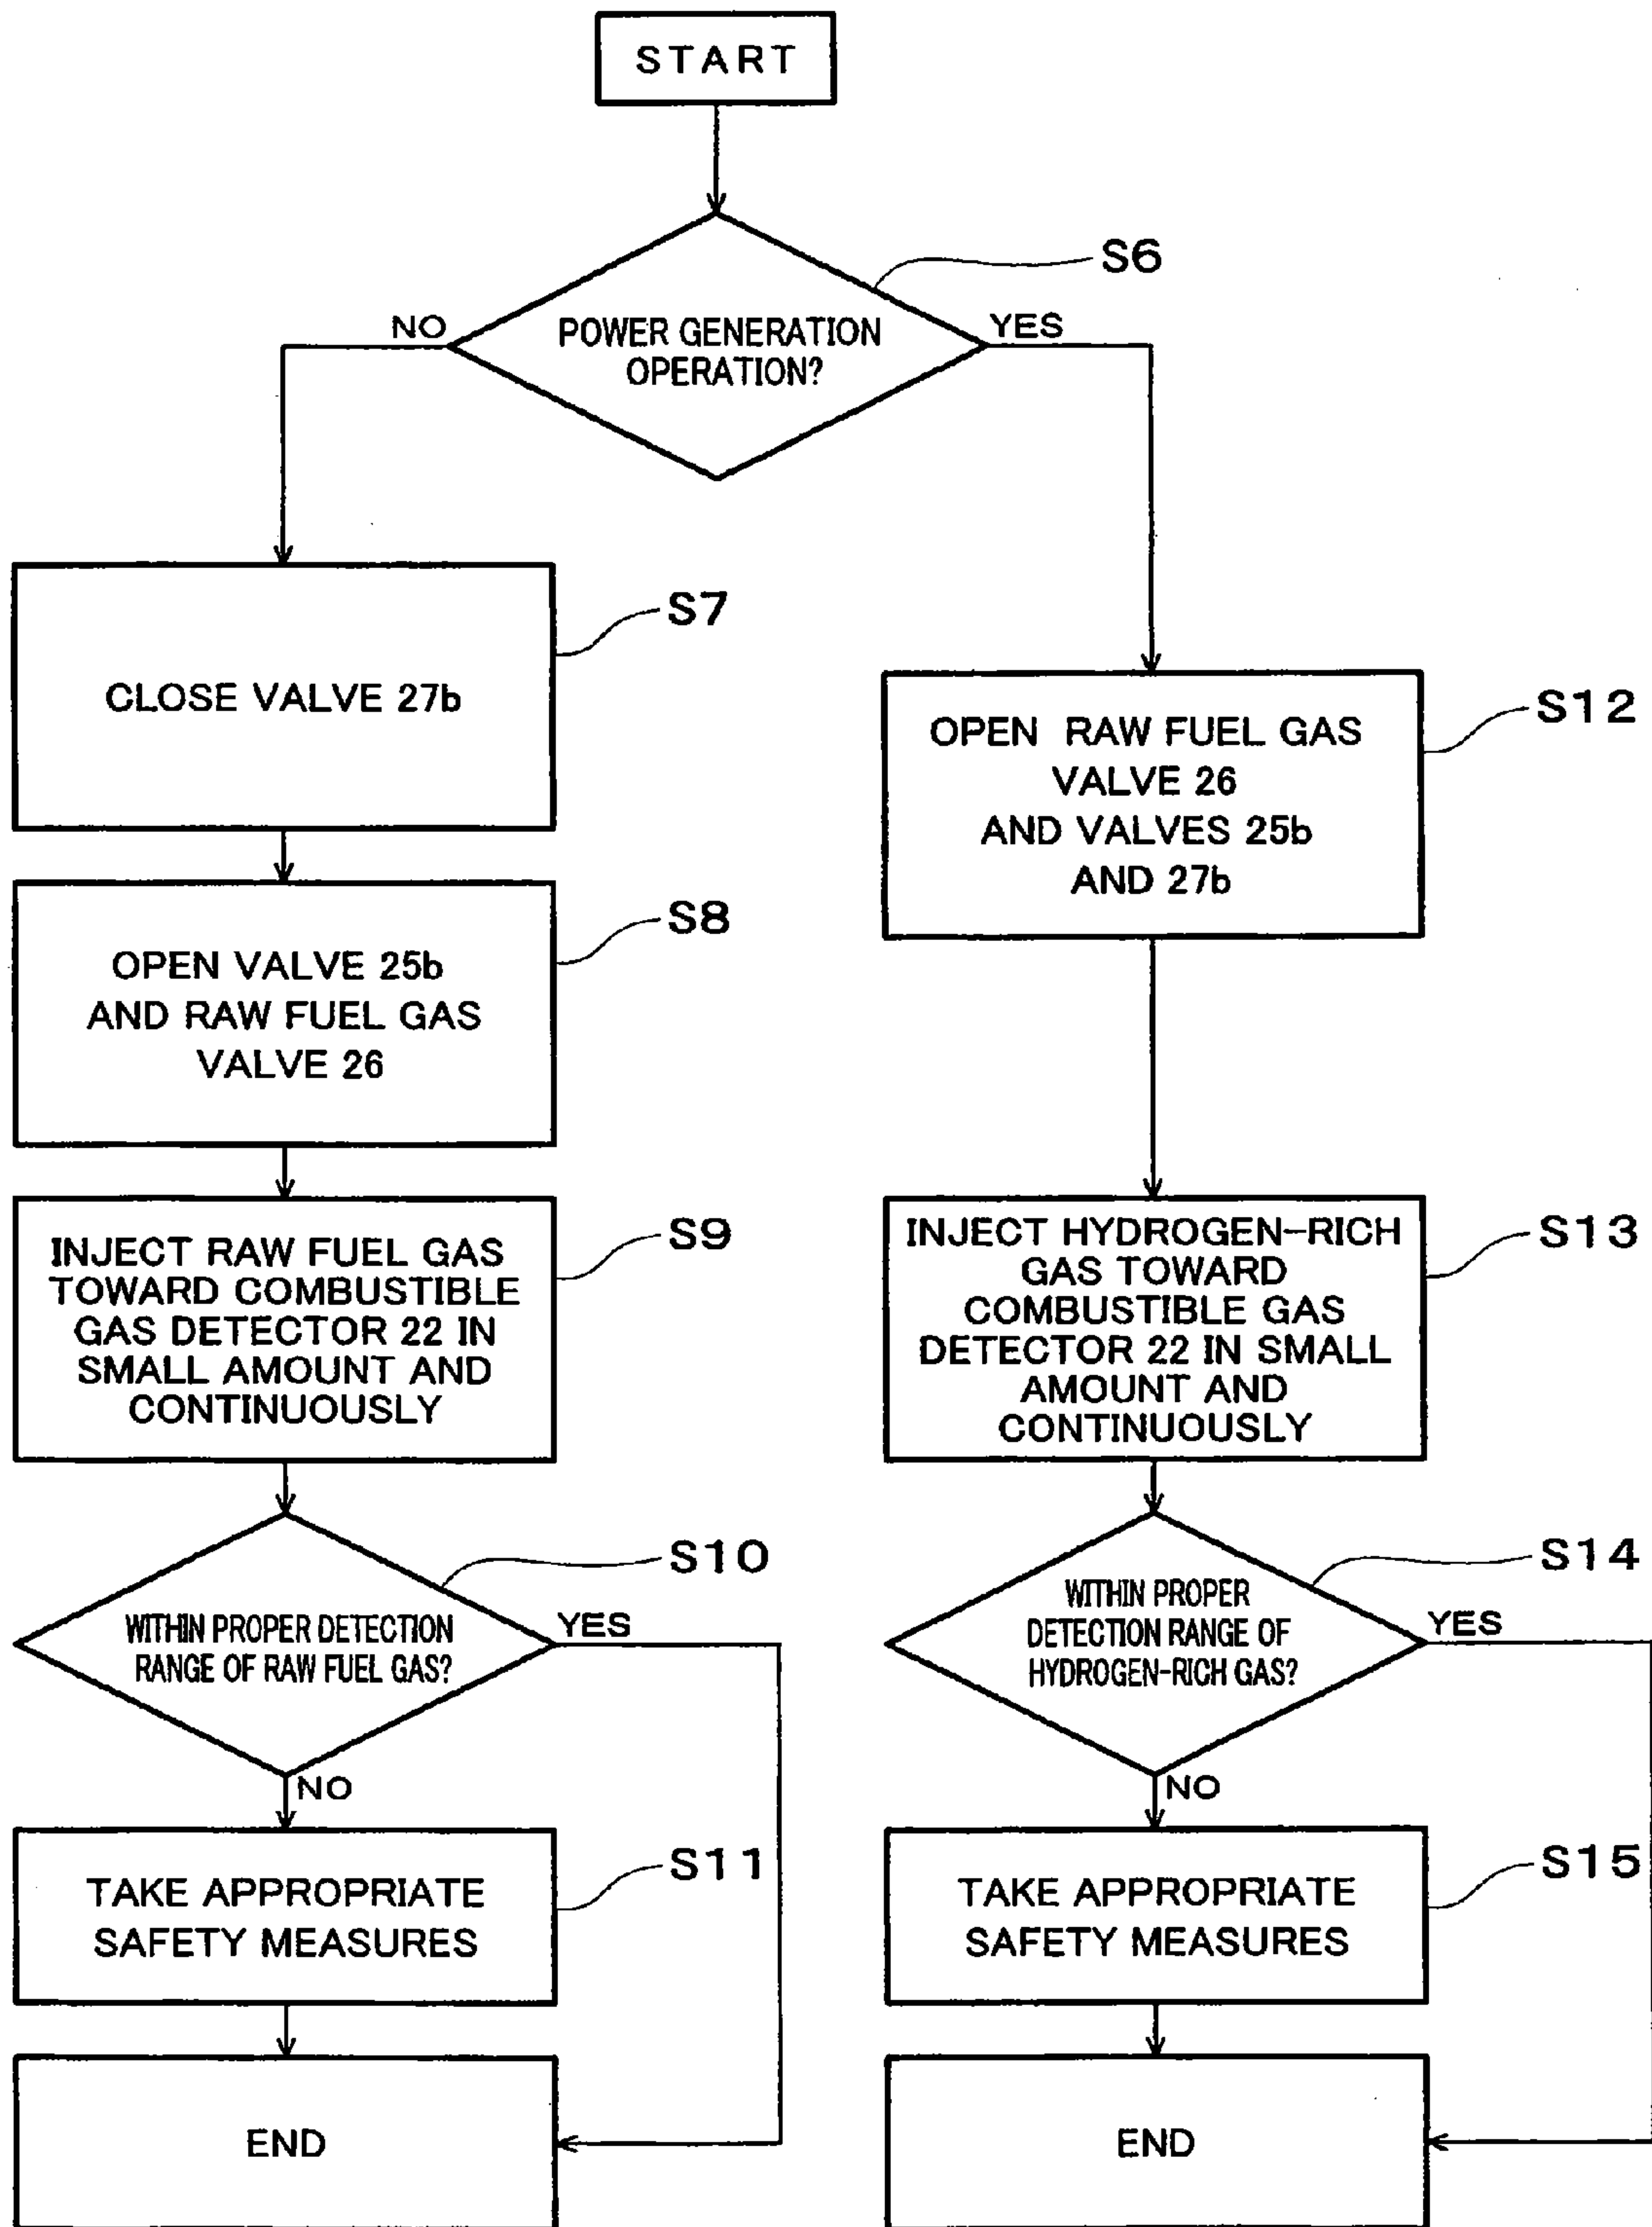 START
S6
NO
POWER GENERATION
OPERATION?
YES
CLOSE VALVE 27b
S7
OPEN VALVE 25b
AND RAW FUEL GAS
VALVE 26
S8
INJECT RAW FUEL GAS
TOWARD COMBUSTIBLE
GAS DETECTOR 22 IN
SMALL AMOUNT AND
CONTINUOUSLY
S9
S10
WITHIN PROPER DETECTION
RANGE OF RAW FUEL GAS?
YES
NO
TAKE APPROPRIATE
SAFETY MEASURES
S11
END
OPEN RAW FUEL GAS
VALVE 26
AND VALVES 25b
AND 27b
S12
INJECT HYDROGEN-RICH
GAS TOWARD
COMBUSTIBLE GAS
DETECTOR 22 IN SMALL
AMOUNT AND
CONTINUOUSLY
S13
S14
WITHIN PROPER
DETECTION RANGE OF
HYDROGEN-RICH GAS?
YES
NO
TAKE APPROPRIATE
SAFETY MEASURES
S15
END